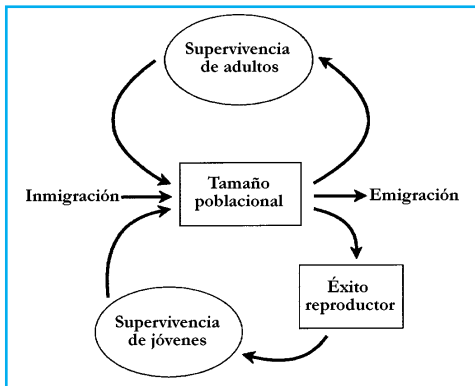 Supervivencia
de adultos
Inmigración
Tamaño
poblacional
Emigración
Éxito
reproductor
Supervivencia
de jóvenes